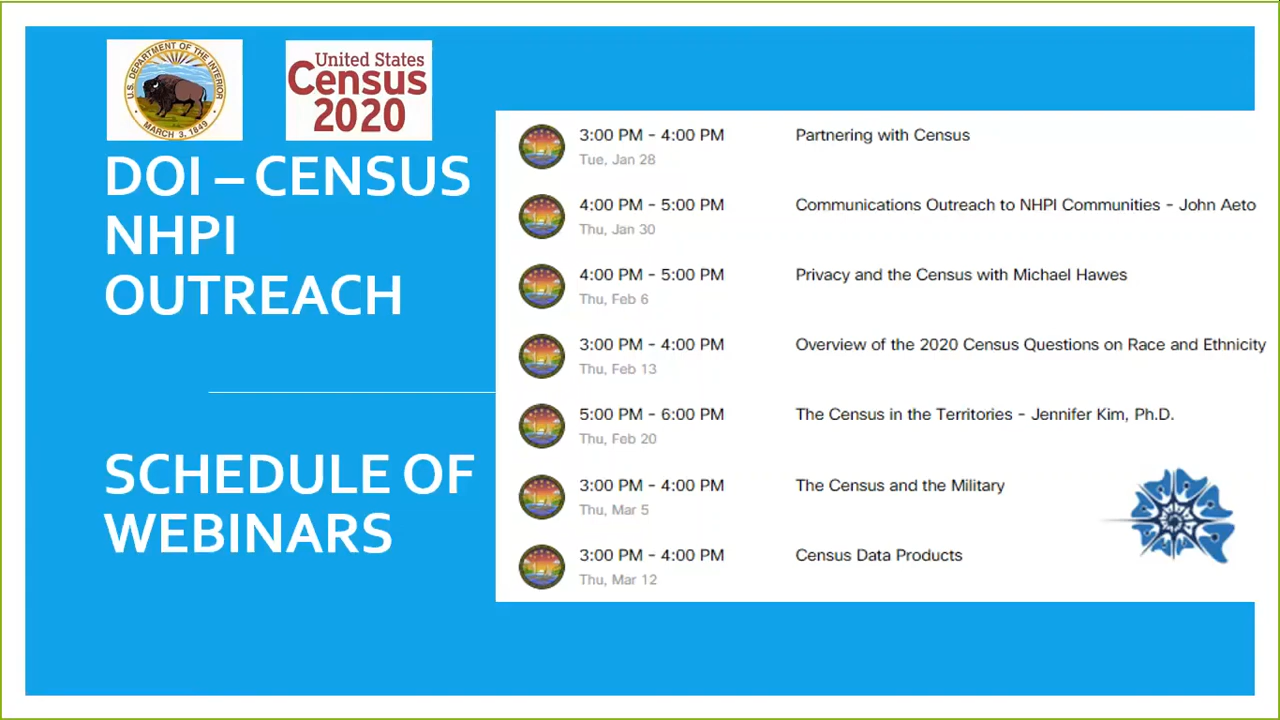 U.S. DEPARTMENT OF THE INTERIOR
MARCH 3, 1849
United States
Census
2020
DOI – CENSUS
NHPI
OUTREACH
SCHEDULE OF
WEBINARS
3:00 PM - 4:00 PM Partnering with Census
Tue, Jan 28
4:00 PM - 5:00 PM Communications Outreach to NHPI Communities - John Aeto
Thu, Jan 30
4:00 PM - 5:00 PM Privacy and the Census with Michael Hawes
Thu, Feb 6
3:00 PM - 4:00 PM Overview of the 2020 Census Questions on Race and Ethnicity
Thu, Feb 13
5:00 PM - 6:00 PM The Census in the Territories - Jennifer Kim, Ph.D.
Thu, Feb 20
3:00 PM - 4:00 PM The Census and the Military
Thu, Mar 5
3:00 PM - 4:00 PM Census Data Products
Thu, Mar 12